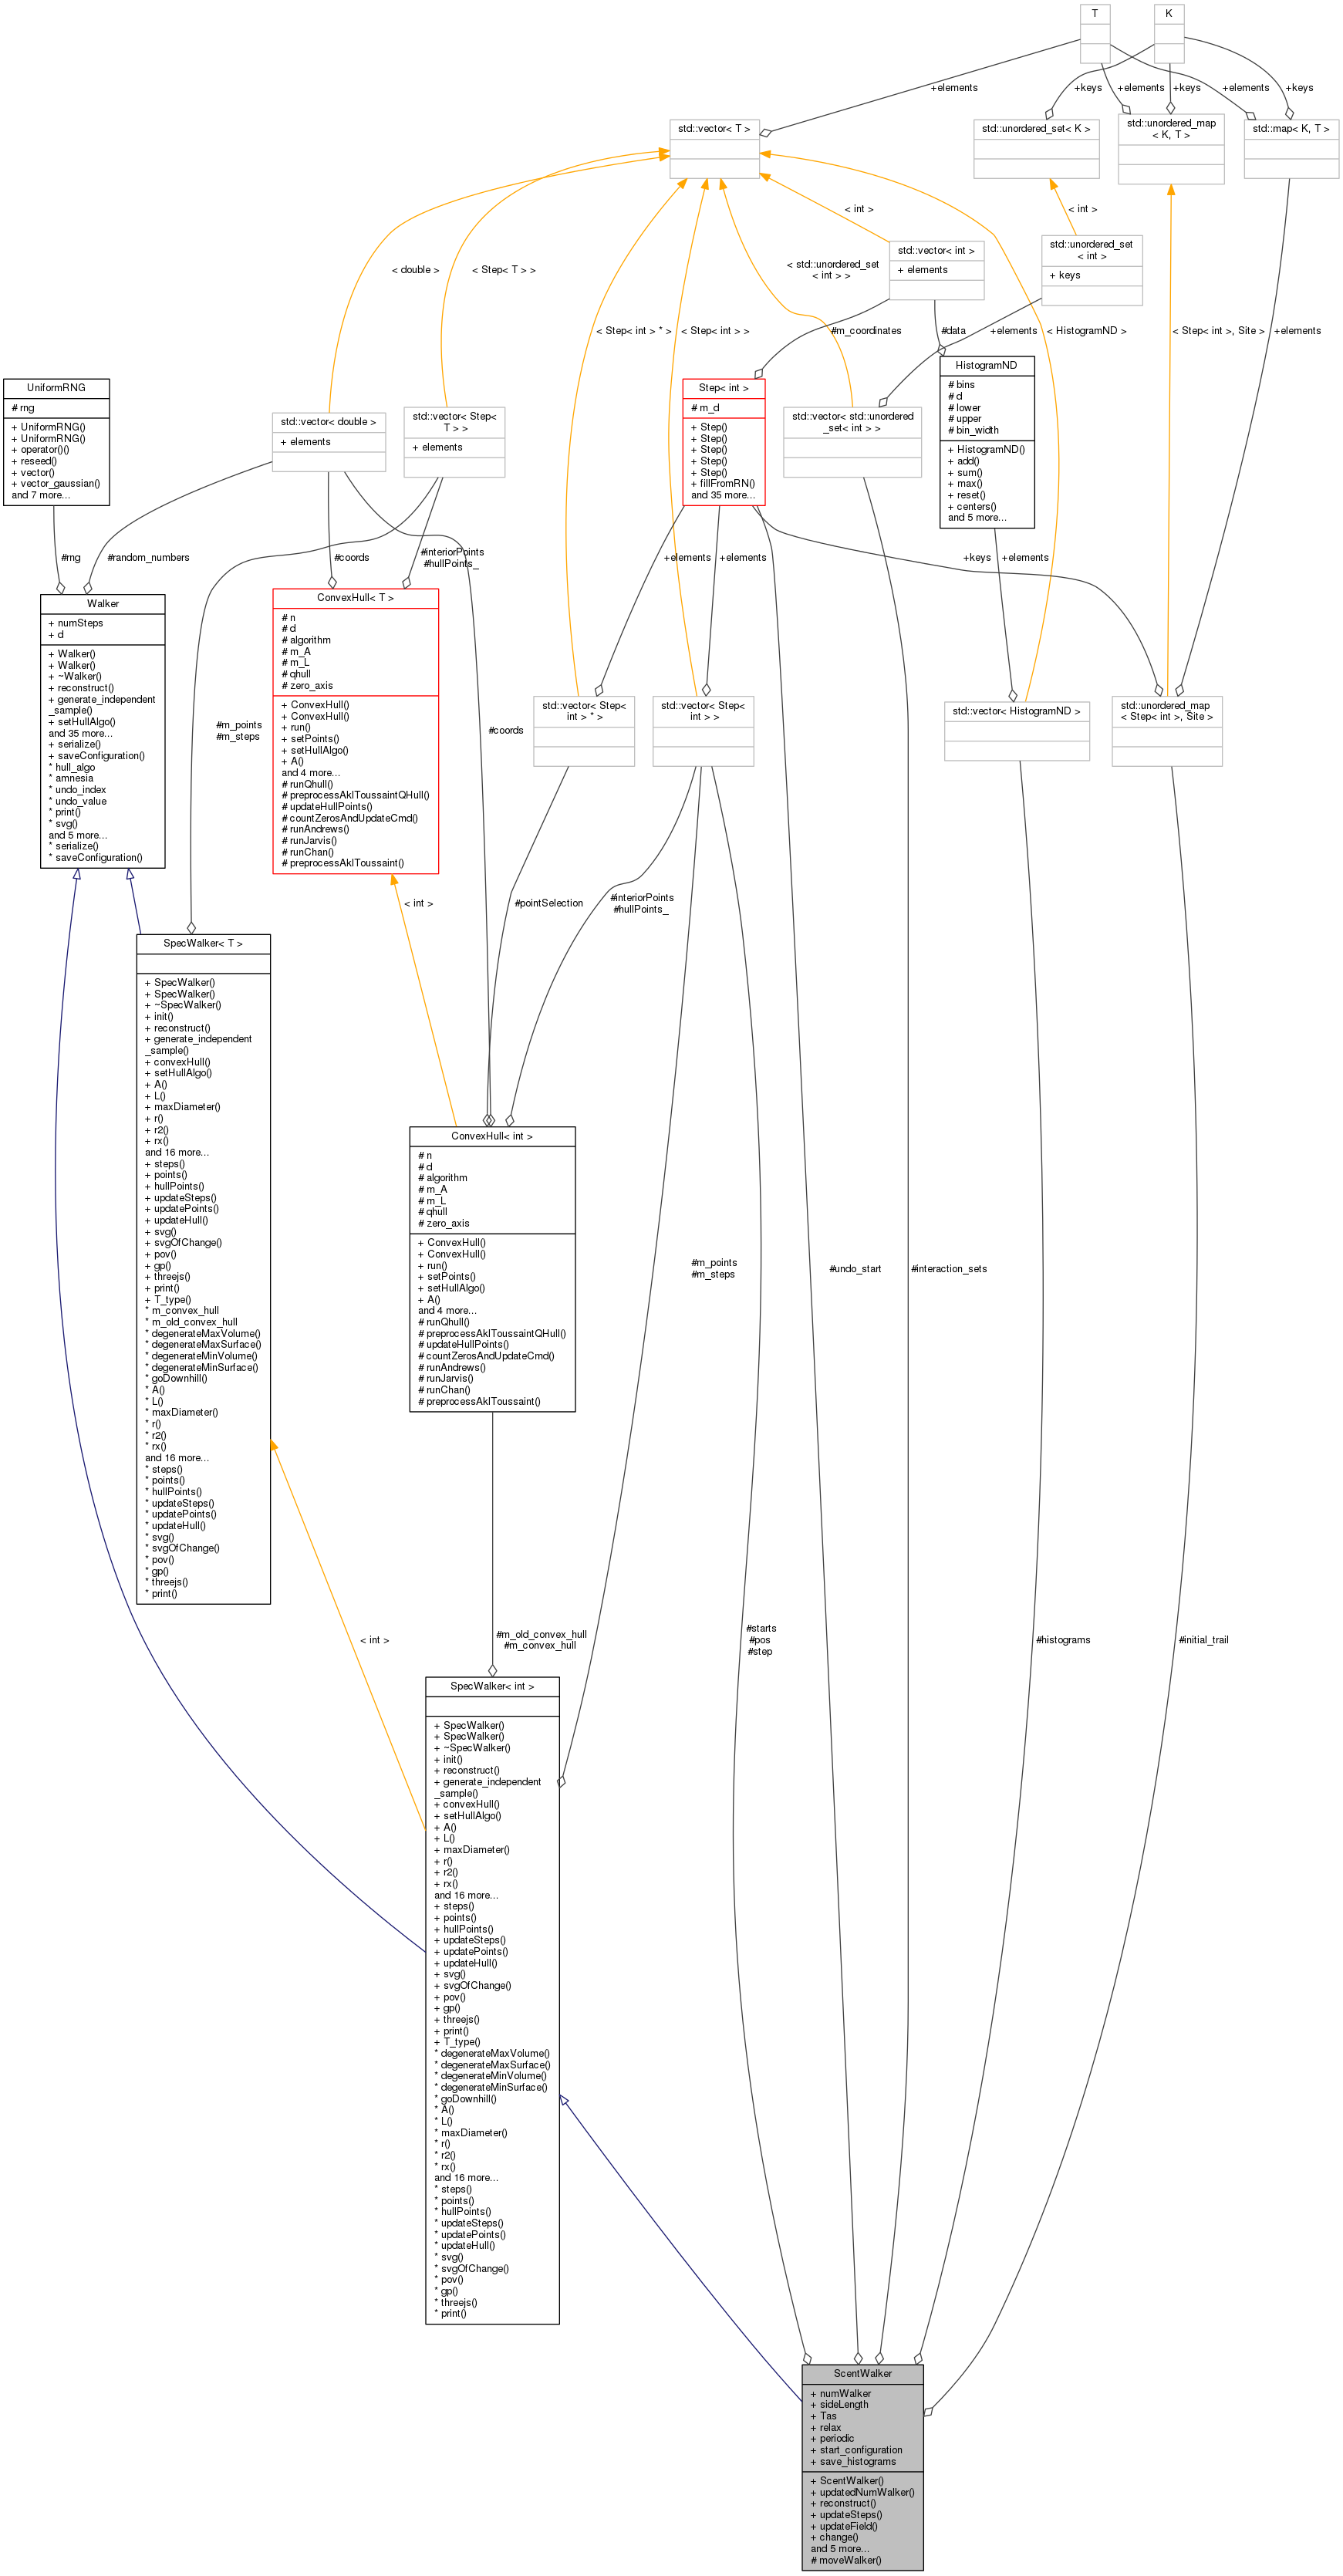 T
K
+elements
+keys
+elements
+keys
+elements
+keys
std::vector< T >
std::unordered_set< K >
std::unordered_map
< K, T >
std::map< K, T >
< int >
< int >
std::vector< int >
+ elements
std::unordered_set
< int >
+ keys
< double >
< Step< T > >
< std::unordered_set
< int > >
< Step< int > * >
< Step< int > >
#m_coordinates
#data
+elements
< HistogramND >
< Step< int >, Site >
+elements
UniformRNG
# rng
+ UniformRNG()
+ UniformRNG()
+ operator()()
+ reseed()
+ vector()
+ vector_gaussian()
and 7 more...
std::vector< double >
+ elements
std::vector< Step<
T > >
+ elements
Step< int >
# m_d
+ Step()
+ Step()
+ Step()
+ Step()
+ Step()
+ fillFromRN()
and 35 more...
std::vector< std::unordered
_set< int > >
HistogramND
# bins
# d
# lower
# upper
# bin_width
+ HistogramND()
+ add()
+ sum()
+ max()
+ reset()
+ centers()
and 5 more...
#rng
#random_numbers
#coords
#interiorPoints
#hullPoints_
+elements
+elements
+keys
+elements
Walker
+ numSteps
+ d
+ Walker()
+ Walker()
+ ~Walker()
+ reconstruct()
+ generate_independent
_sample()
+ setHullAlgo()
and 35 more...
+ serialize()
+ saveConfiguration()
* hull_algo
* amnesia
* undo_index
* undo_value
* print()
* svg()
and 5 more...
* serialize()
* saveConfiguration()
ConvexHull< T >
# n
# d
# algorithm
# m_A
# m_L
# qhull
# zero_axis
+ ConvexHull()
+ ConvexHull()
+ run()
+ setPoints()
+ setHullAlgo()
+ A()
and 4 more...
# runQhull()
# preprocessAklToussaintQHull()
# updateHullPoints()
# countZerosAndUpdateCmd()
# runAndrews()
# runJarvis()
# runChan()
# preprocessAklToussaint()
#m_points
#m_steps
#coords
std::vector< Step<
int > * >
std::vector< Step<
int > >
std::vector< HistogramND >
std::unordered_map
< Step< int >, Site >
< int >
#pointSelection
#interiorPoints
#hullPoints_
SpecWalker< T >
+ SpecWalker()
+ SpecWalker()
+ ~SpecWalker()
+ init()
+ reconstruct()
+ generate_independent
_sample()
+ convexHull()
+ setHullAlgo()
+ A()
+ L()
+ maxDiameter()
+ r()
+ r2()
+ rx()
and 16 more...
+ steps()
+ points()
+ hullPoints()
+ updateSteps()
+ updatePoints()
+ updateHull()
+ svg()
+ svgOfChange()
+ pov()
+ gp()
+ threejs()
+ print()
+ T_type()
* m_convex_hull
* m_old_convex_hull
* degenerateMaxVolume()
* degenerateMaxSurface()
* degenerateMinVolume()
* degenerateMinSurface()
* goDownhill()
* A()
* L()
* maxDiameter()
* r()
* r2()
* rx()
and 16 more...
* steps()
* points()
* hullPoints()
* updateSteps()
* updatePoints()
* updateHull()
* svg()
* svgOfChange()
* pov()
* gp()
* threejs()
* print()
ConvexHull< int >
# n
# d
# algorithm
# m_A
# m_L
# qhull
# zero_axis
+ ConvexHull()
+ ConvexHull()
+ run()
+ setPoints()
+ setHullAlgo()
+ A()
and 4 more...
# runQhull()
# preprocessAklToussaintQHull()
# updateHullPoints()
# countZerosAndUpdateCmd()
# runAndrews()
# runJarvis()
# runChan()
# preprocessAklToussaint()
#m_points
#m_steps
#undo_start
#interaction_sets
< int >
#m_old_convex_hull
#m_convex_hull
#starts
#pos
#step
#histograms
#initial_trail
SpecWalker< int >
+ SpecWalker()
+ SpecWalker()
+ ~SpecWalker()
+ init()
+ reconstruct()
+ generate_independent
_sample()
+ convexHull()
+ setHullAlgo()
+ A()
+ L()
+ maxDiameter()
+ r()
+ r2()
+ rx()
and 16 more...
+ steps()
+ points()
+ hullPoints()
+ updateSteps()
+ updatePoints()
+ updateHull()
+ svg()
+ svgOfChange()
+ pov()
+ gp()
+ threejs()
+ print()
+ T_type()
* degenerateMaxVolume()
* degenerateMaxSurface()
* degenerateMinVolume()
* degenerateMinSurface()
* goDownhill()
* A()
* L()
* maxDiameter()
* r()
* r2()
* rx()
and 16 more...
* steps()
* points()
* hullPoints()
* updateSteps()
* updatePoints()
* updateHull()
* svg()
* svgOfChange()
* pov()
* gp()
* threejs()
* print()
ScentWalker
+ numWalker
+ sideLength
+ Tas
+ relax
+ periodic
+ start_configuration
+ save_histograms
+ ScentWalker()
+ updatedNumWalker()
+ reconstruct()
+ updateSteps()
+ updateField()
+ change()
and 5 more...
# moveWalker()